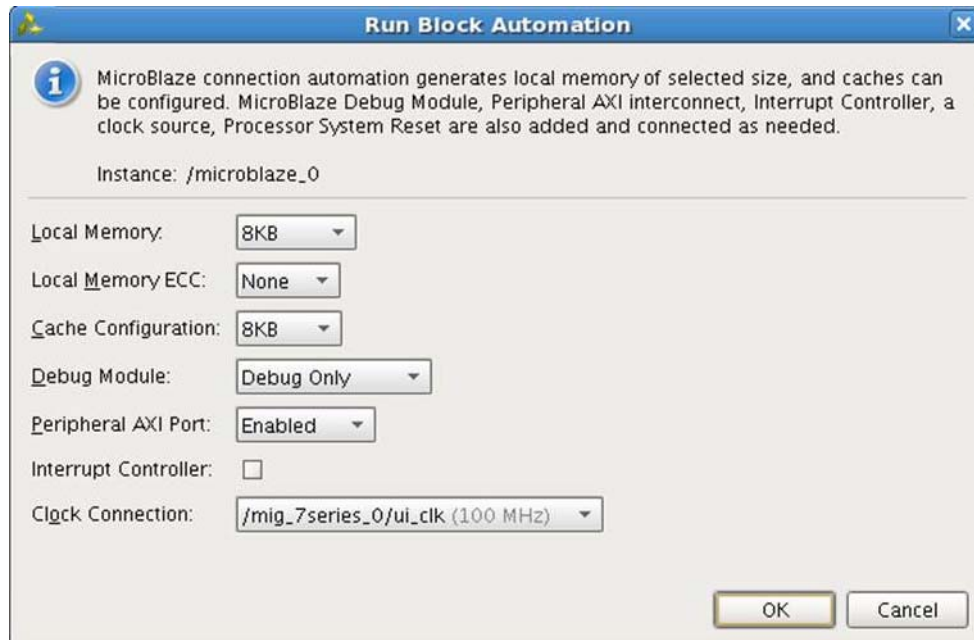 Run Block Automation
MicroBlaze connection automation generates local memory of selected size, and caches can
be configured. MicroBlaze Debug Module, Peripheral AXI interconnect, Interrupt Controller, a
clock source, Processor System Reset are also added and connected as needed.
Instance: /microblaze_0
Local Memory: 8KB
Local Memory ECC: None
Cache Configuration: 8KB
Debug Module: Debug Only
Peripheral AXI Port: Enabled
Interrupt Controller:
Clock Connection: /mig_7series_0/ui_clk (100 MHz)
OK Cancel